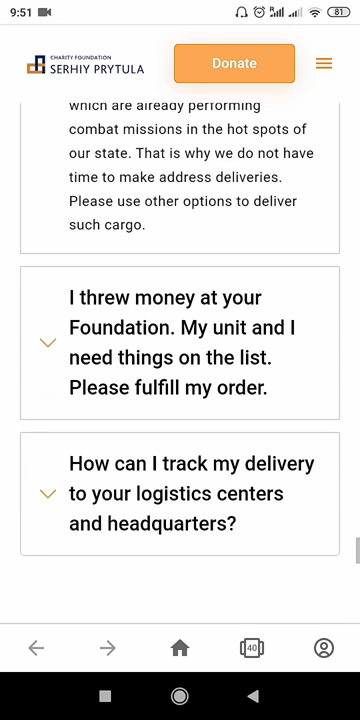 9:51
81
CHARITY FOUNDATION
SERHIY PRYTULA
Donate
which are already performing
combat missions in the hot spots of
our state. That is why we do not have
time to make address deliveries.
Please use other options to deliver
such cargo.
I threw money at your
Foundation. My unit and I
need things on the list.
Please fulfill my order.
How can I track my delivery
to your logistics centers
and headquarters?
40